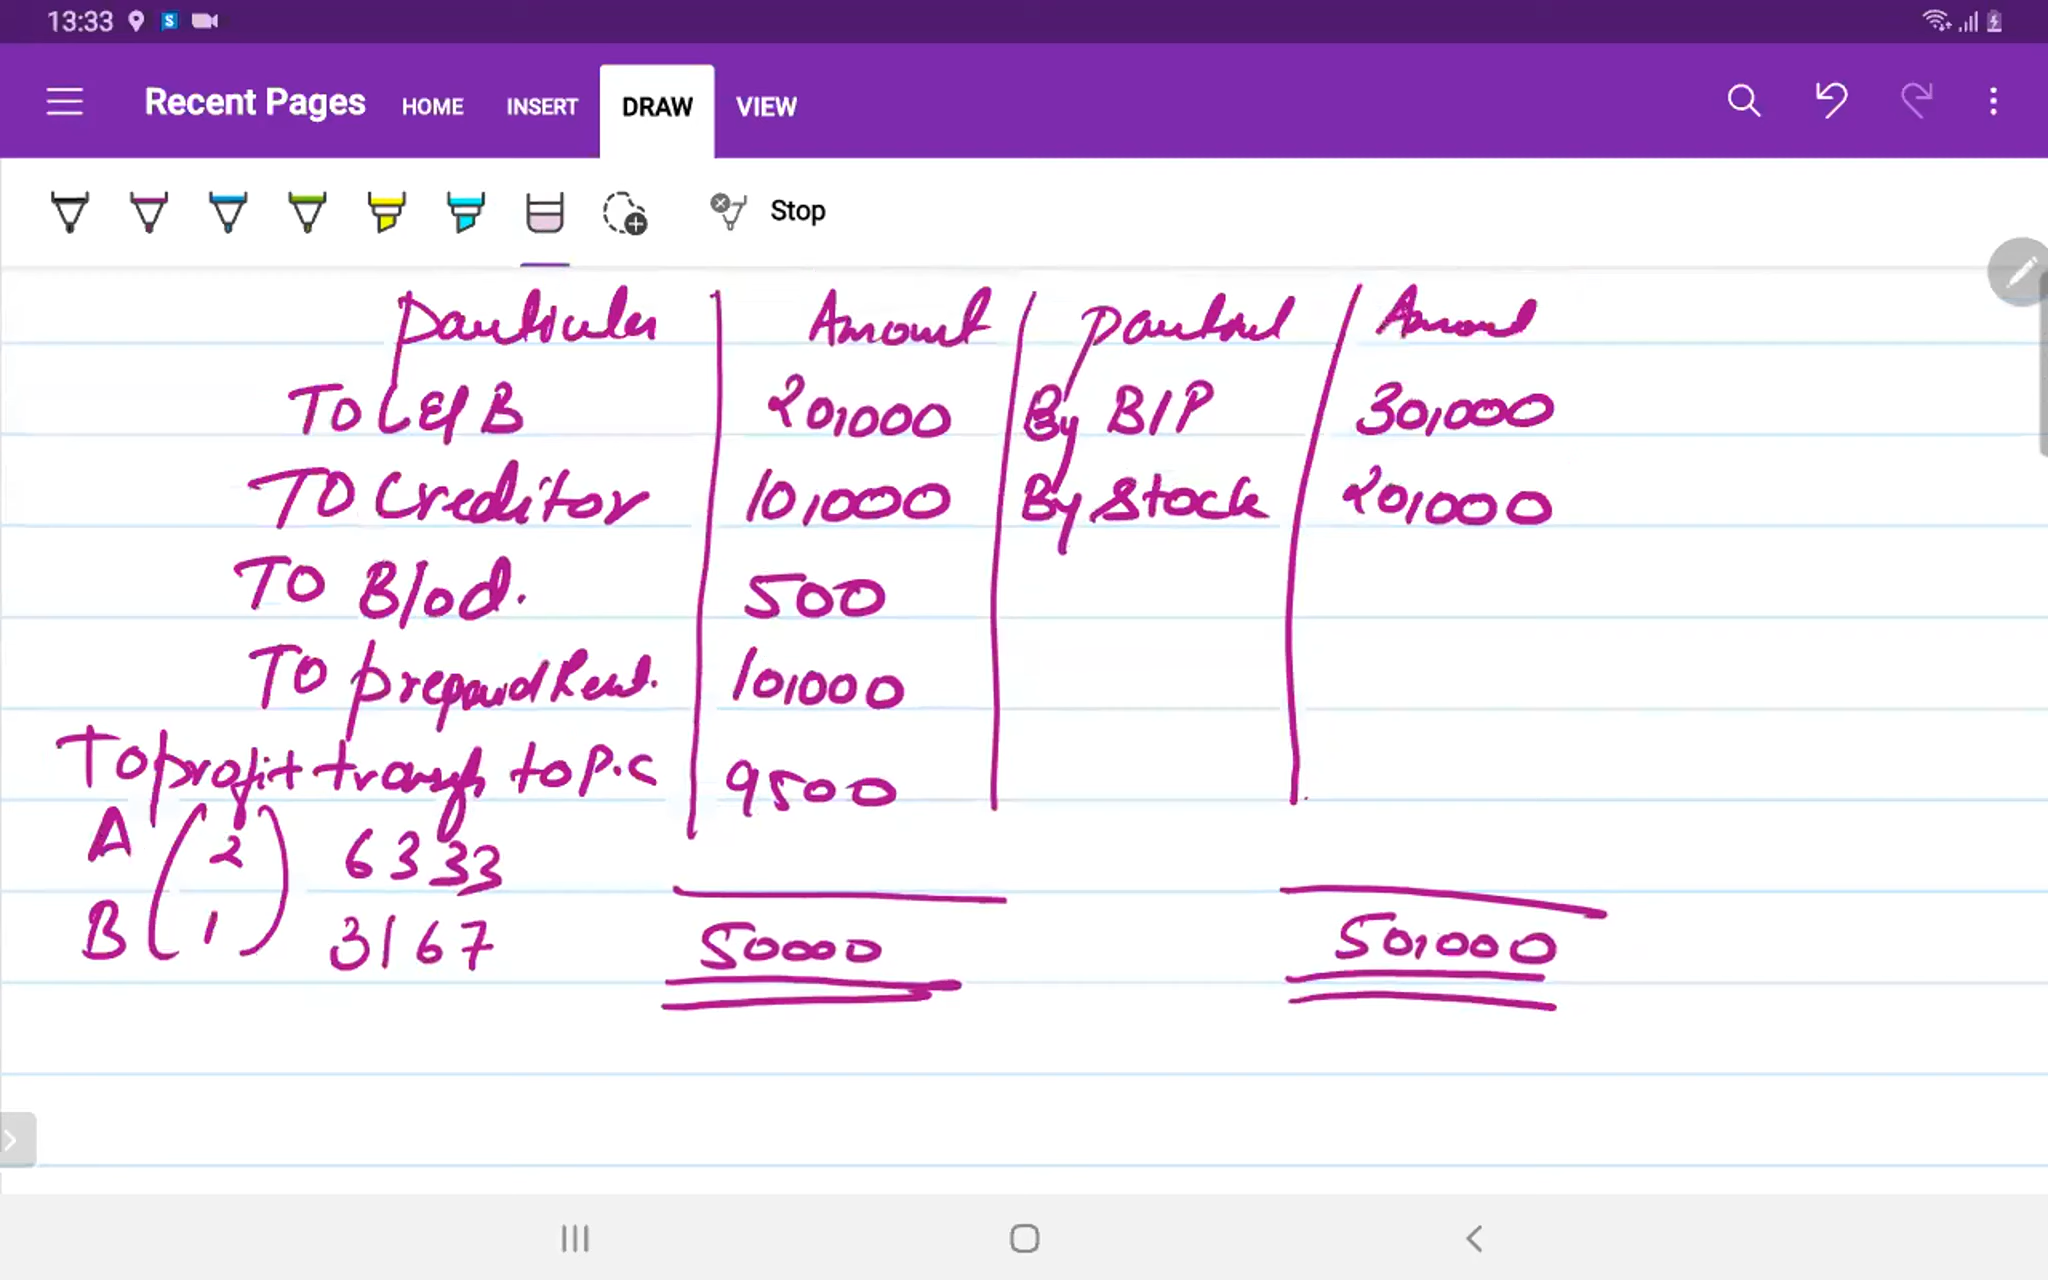 13:33
Recent Pages HOME INSERT DRAW VIEW
Stop
Particular Amount Amount
To L&B 20,000 By B/P 30,000
To Creditor 10,000 By Stock 20,000
To B/od. 500
To prepaid Rent. 10,000
To profit transf to P.C 9500
A 2 6333
B 1 3167
50000 50,000